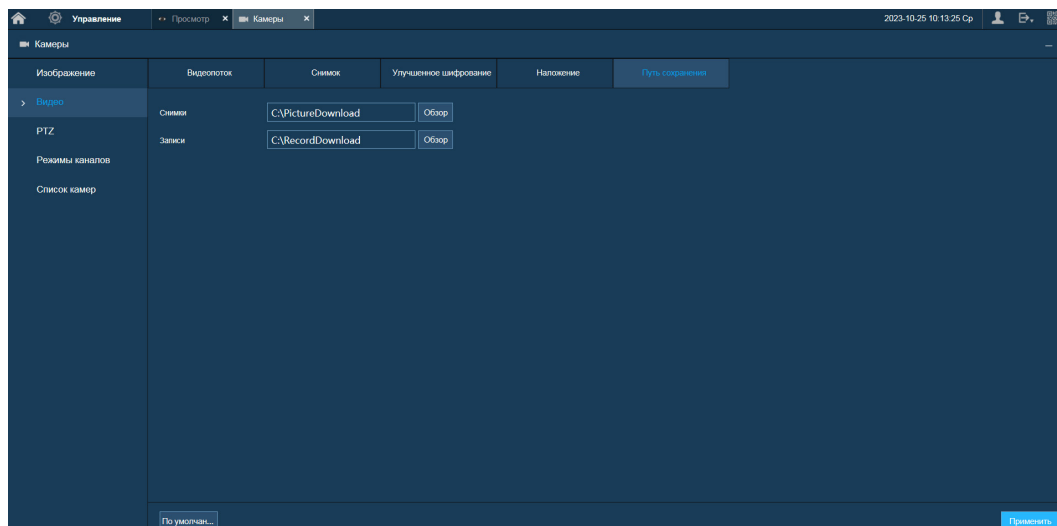 Управление Просмотр Камеры 2023-10-25 10:13:25 Ср
Камеры
Изображение Видеопоток Снимок Улучшенное шифрование Наложение Путь сохранения
Видео
Снимки C:\PictureDownload Обзор
PTZ
Записи C:\RecordDownload Обзор
Режимы каналов
Список камер
По умолчан... Применить